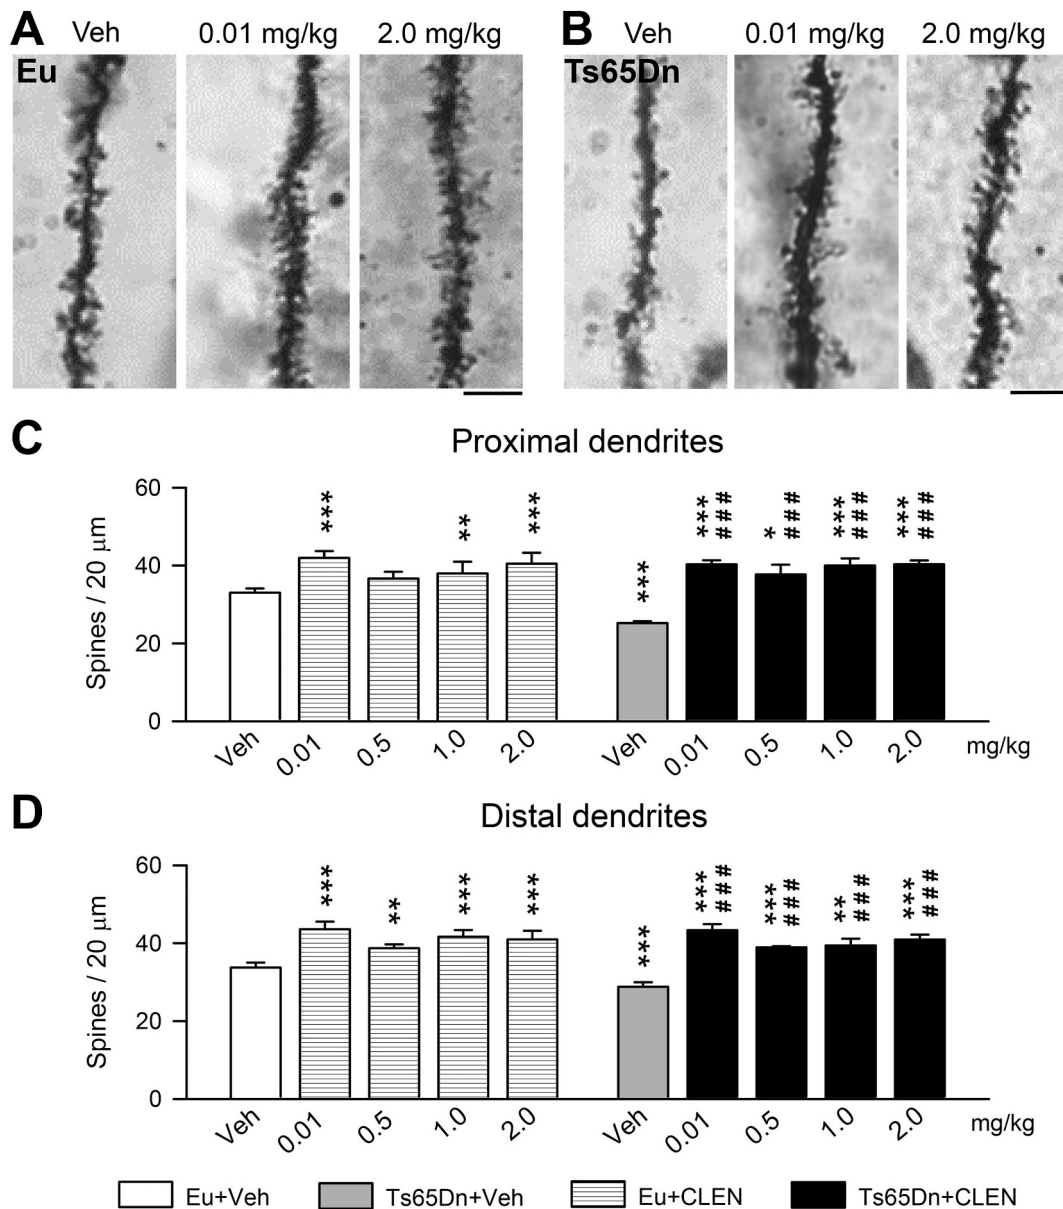 A Veh 0.01 mg/kg 2.0 mg/kg
Eu
B Veh 0.01 mg/kg 2.0 mg/kg
Ts65Dn
C Proximal dendrites
60
40
20
0
Spines / 20 µm
*** ** *** *** *** ### * ### *** ### *** ###
Veh 0.01 0.5 1.0 2.0 Veh 0.01 0.5 1.0 2.0 mg/kg
D Distal dendrites
60
40
20
0
Spines / 20 µm
*** ** *** *** *** *** ### *** ### ** ### *** ###
Veh 0.01 0.5 1.0 2.0 Veh 0.01 0.5 1.0 2.0 mg/kg
Eu+Veh Ts65Dn+Veh Eu+CLEN Ts65Dn+CLEN